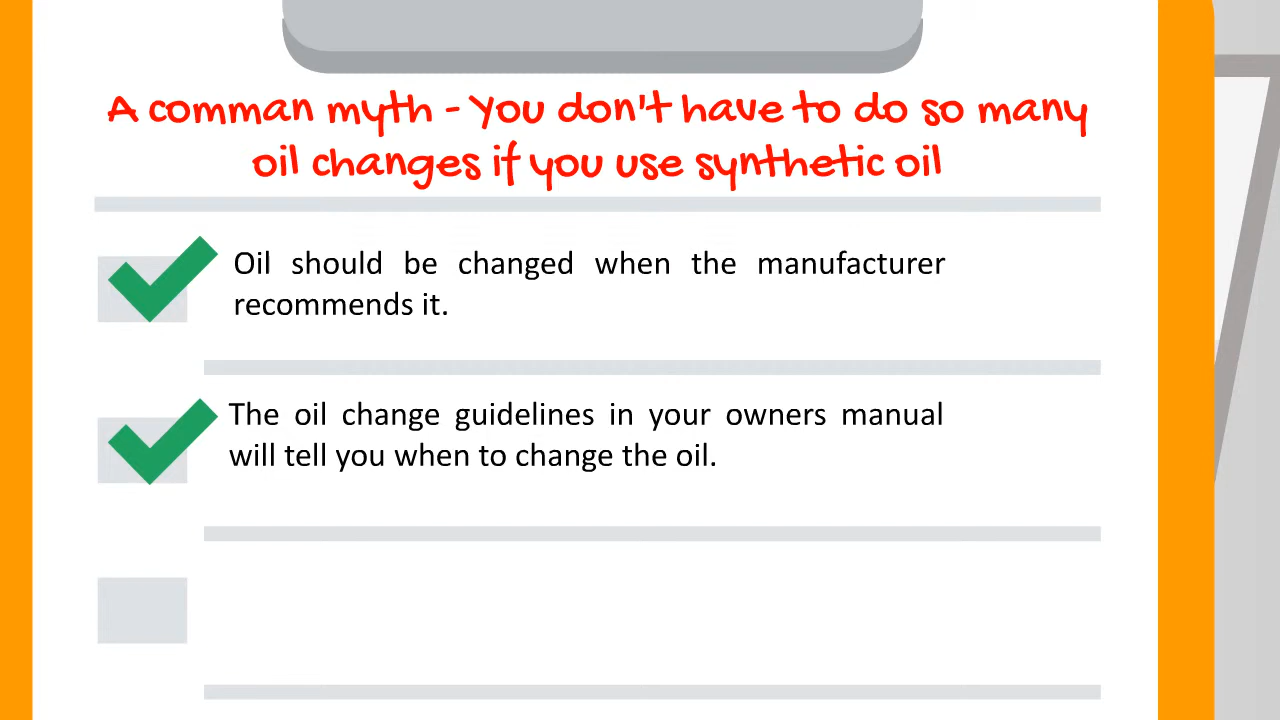 A comman myth - You don't have to do so many
oil changes if you use synthetic oil
Oil should be changed when the manufacturer
recommends it.
The oil change guidelines in your owners manual
will tell you when to change the oil.